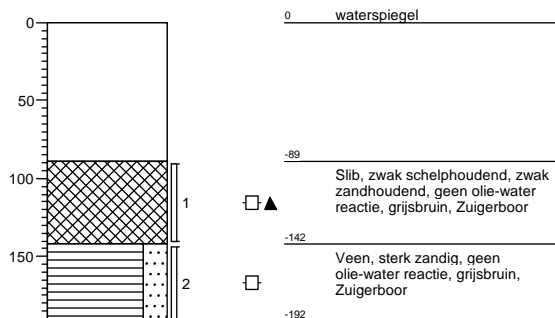 0
0
waterspiegel
50
-89
100
Slib, zwak schelphoudend, zwak
zandhoudend, geen olie-water
reactie, grijsbruin, Zuigerboor
1
-142
150
Veen, sterk zandig, geen
olie-water reactie, grijsbruin,
Zuigerboor
2
-192